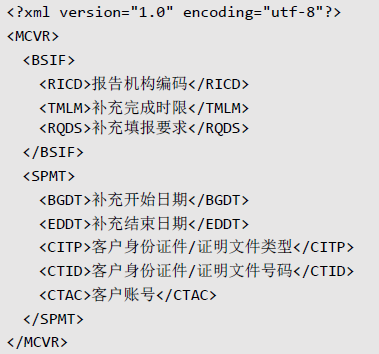 <?xml version="1.0" encoding="utf-8"?>
<MCVR>
<BSIF>
<RICD>报告机构编码</RICD>
<TMLM>补充完成时限</TMLM>
<RQDS>补充填报要求</RQDS>
</BSIF>
<SPMT>
<BGDT>补充开始日期</BGDT>
<EDDT>补充结束日期</EDDT>
<CITP>客户身份证件/证明文件类型</CITP>
<CTID>客户身份证件/证明文件号码</CTID>
<CTAC>客户账号</CTAC>
</SPMT>
</MCVR>